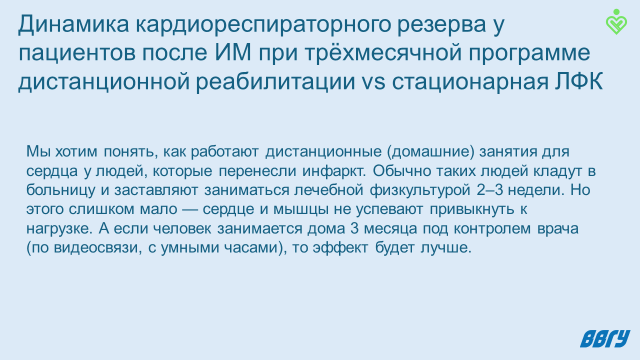 Динамика кардиореспираторного резерва у
пациентов после ИМ при трёхмесячной программе
дистанционной реабилитации vs стационарная ЛФК
Мы хотим понять, как работают дистанционные (домашние) занятия для
сердца у людей, которые перенесли инфаркт. Обычно таких людей кладут в
больницу и заставляют заниматься лечебной физкультурой 2–3 недели. Но
этого слишком мало — сердце и мышцы не успевают привыкнуть к
нагрузке. А если человек занимается дома 3 месяца под контролем врача
(по видеосвязи, с умными часами), то эффект будет лучше.
ВВГУ